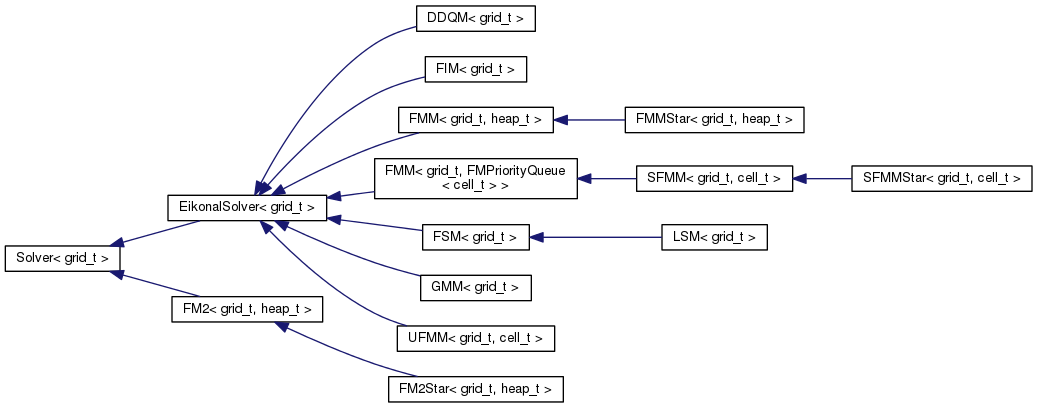 DDQM< grid_t >
FIM< grid_t >
FMM< grid_t, heap_t >
FMMStar< grid_t, heap_t >
FMM< grid_t, FMPriorityQueue
< cell_t > >
SFMM< grid_t, cell_t >
SFMMStar< grid_t, cell_t >
EikonalSolver< grid_t >
FSM< grid_t >
LSM< grid_t >
Solver< grid_t >
GMM< grid_t >
FM2< grid_t, heap_t >
UFMM< grid_t, cell_t >
FM2Star< grid_t, heap_t >